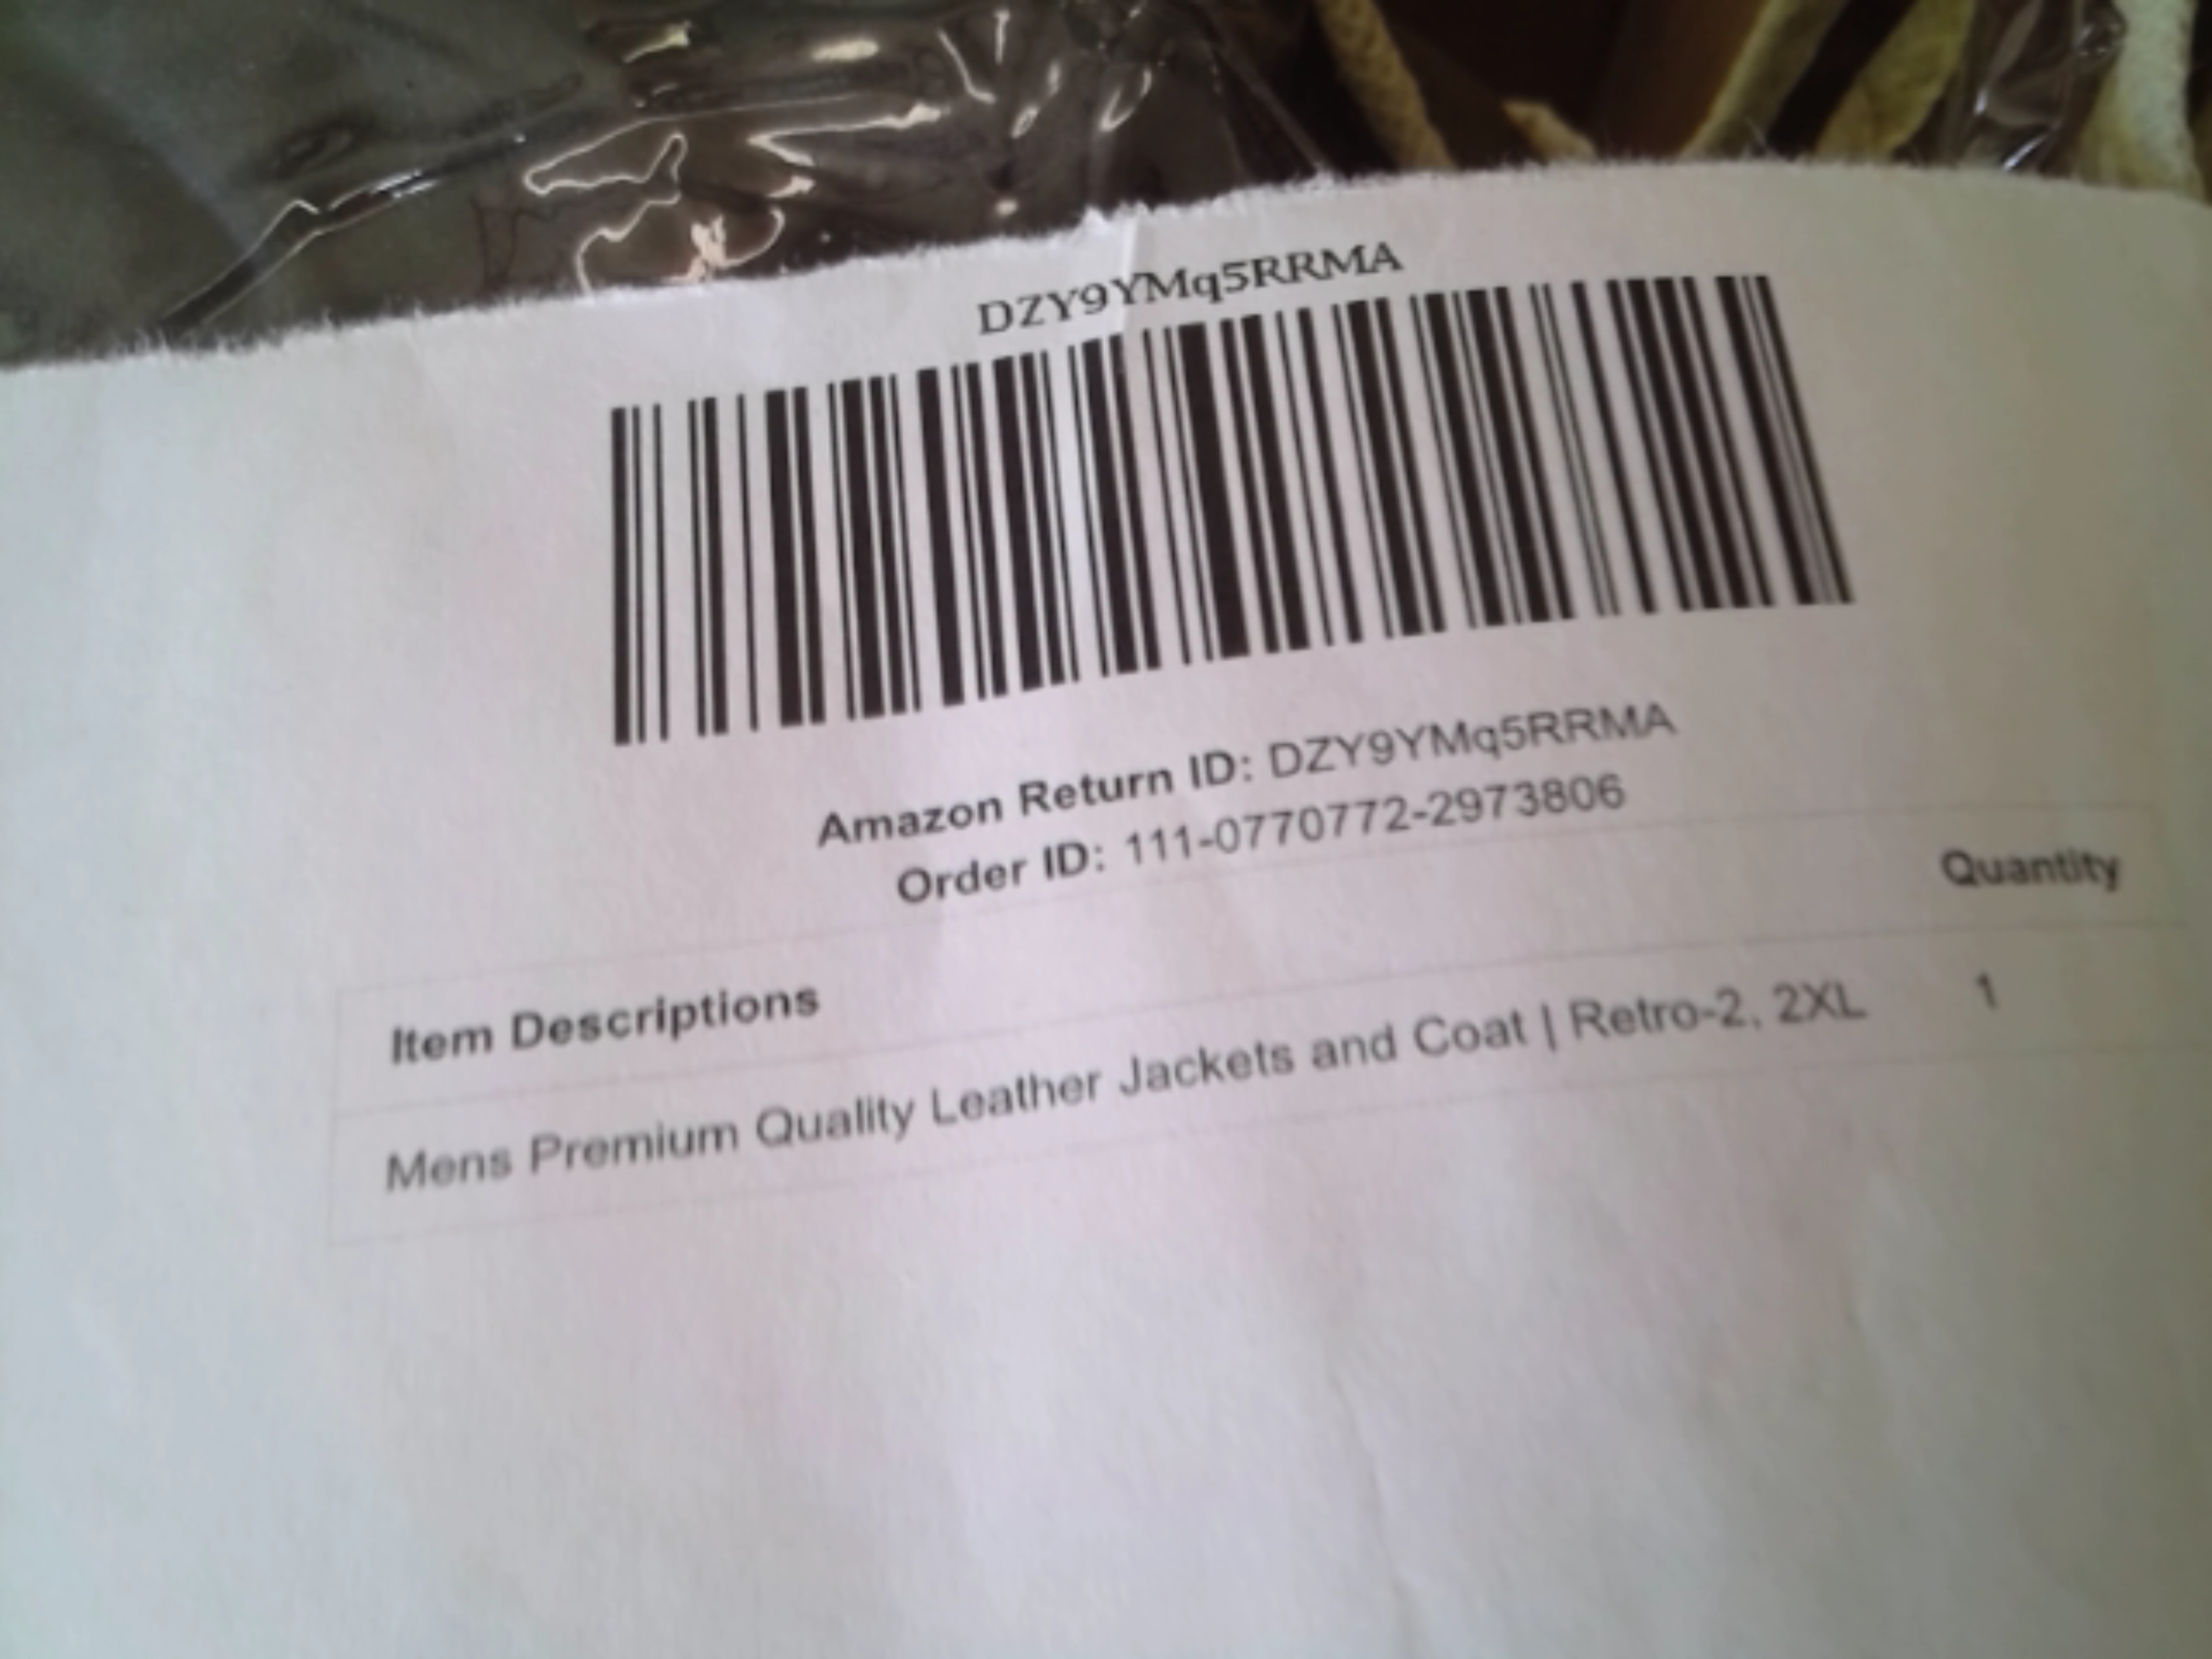 DZY9YMq5RRMA
Amazon Return ID: DZY9YMq5RRMA
Order ID: 111-0770772-2973806
Item Descriptions Quantity
Mens Premium Quality Leather Jackets and Coat | Retro-2, 2XL 1